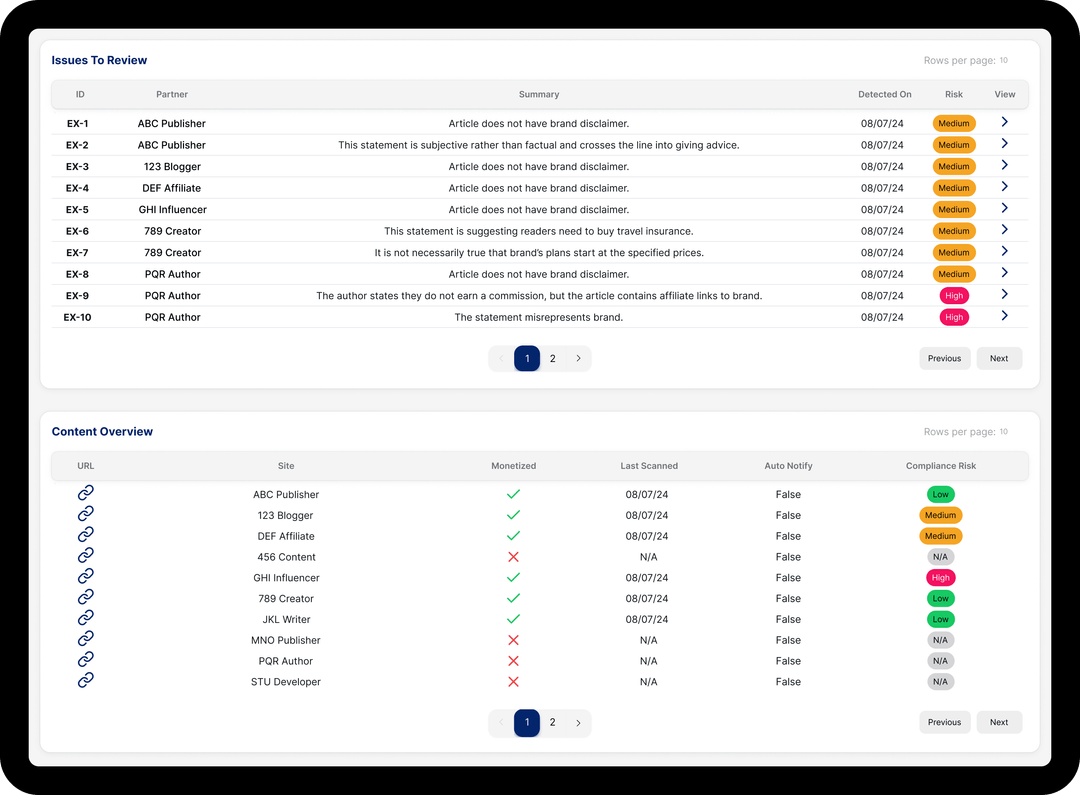 Issues To Review
Rows per page: 10
ID Partner Summary Detected On Risk View
EX-1 ABC Publisher Article does not have brand disclaimer. 08/07/24 Medium
EX-2 ABC Publisher This statement is subjective rather than factual and crosses the line into giving advice. 08/07/24 Medium
EX-3 123 Blogger Article does not have brand disclaimer. 08/07/24 Medium
EX-4 DEF Affiliate Article does not have brand disclaimer. 08/07/24 Medium
EX-5 GHI Influencer Article does not have brand disclaimer. 08/07/24 Medium
EX-6 789 Creator This statement is suggesting readers need to buy travel insurance. 08/07/24 Medium
EX-7 789 Creator It is not necessarily true that brand’s plans start at the specified prices. 08/07/24 Medium
EX-8 PQR Author Article does not have brand disclaimer. 08/07/24 Medium
EX-9 PQR Author The author states they do not earn a commission, but the article contains affiliate links to brand. 08/07/24 High
EX-10 PQR Author The statement misrepresents brand. 08/07/24 High
1 2 Previous Next
Content Overview
Rows per page: 10
URL Site Monetized Last Scanned Auto Notify Compliance Risk
ABC Publisher 08/07/24 False Low
123 Blogger 08/07/24 False Medium
DEF Affiliate 08/07/24 False Medium
456 Content N/A False N/A
GHI Influencer 08/07/24 False High
789 Creator 08/07/24 False Low
JKL Writer 08/07/24 False Low
MNO Publisher N/A False N/A
PQR Author N/A False N/A
STU Developer N/A False N/A
1 2 Previous Next